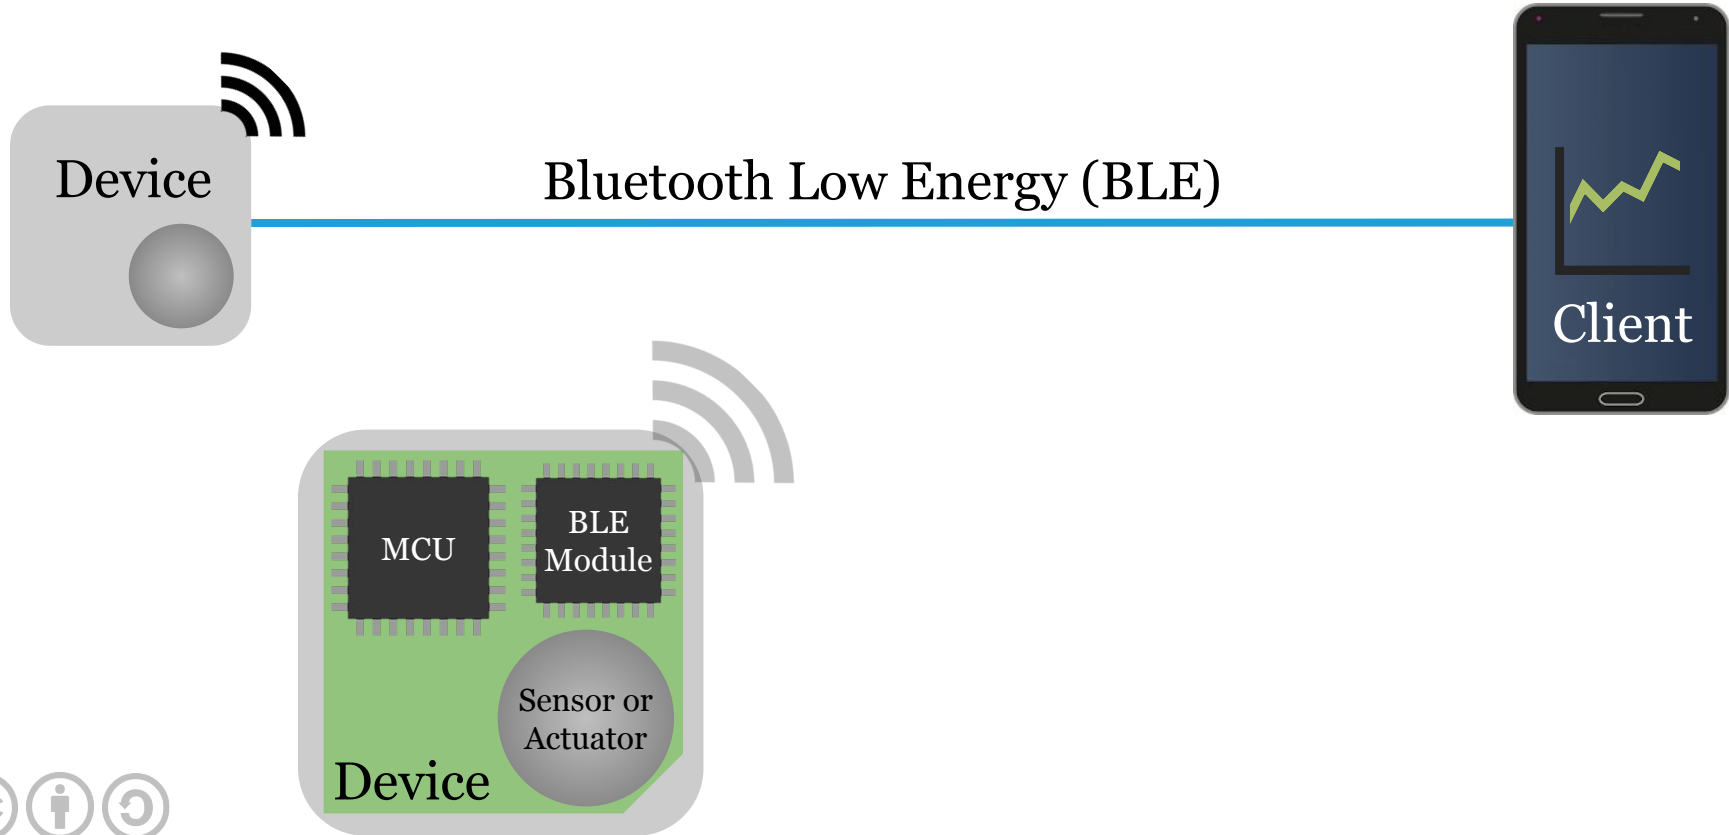 Device
Bluetooth Low Energy (BLE)
Client
MCU
BLE
Module
Sensor or
Actuator
Device